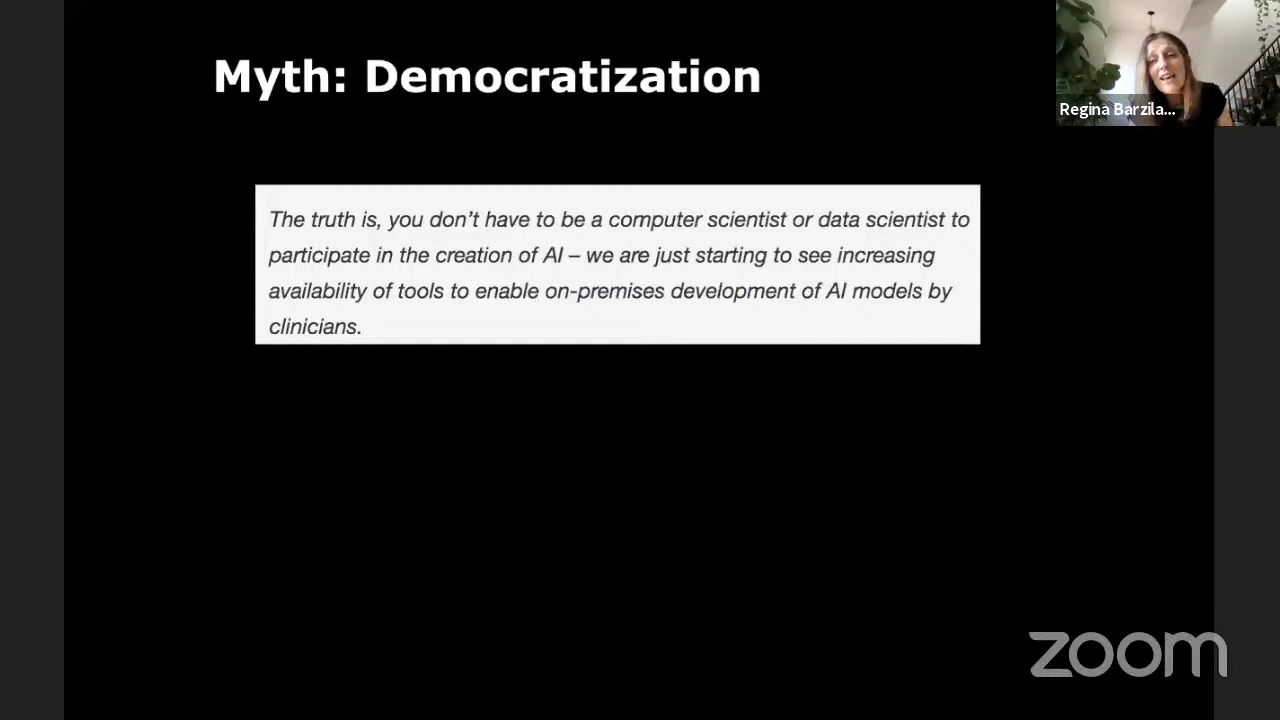 Myth: Democratization
Regina Barzila...
The truth is, you don't have to be a computer scientist or data scientist to
participate in the creation of AI – we are just starting to see increasing
availability of tools to enable on-premises development of AI models by
clinicians.
zoom